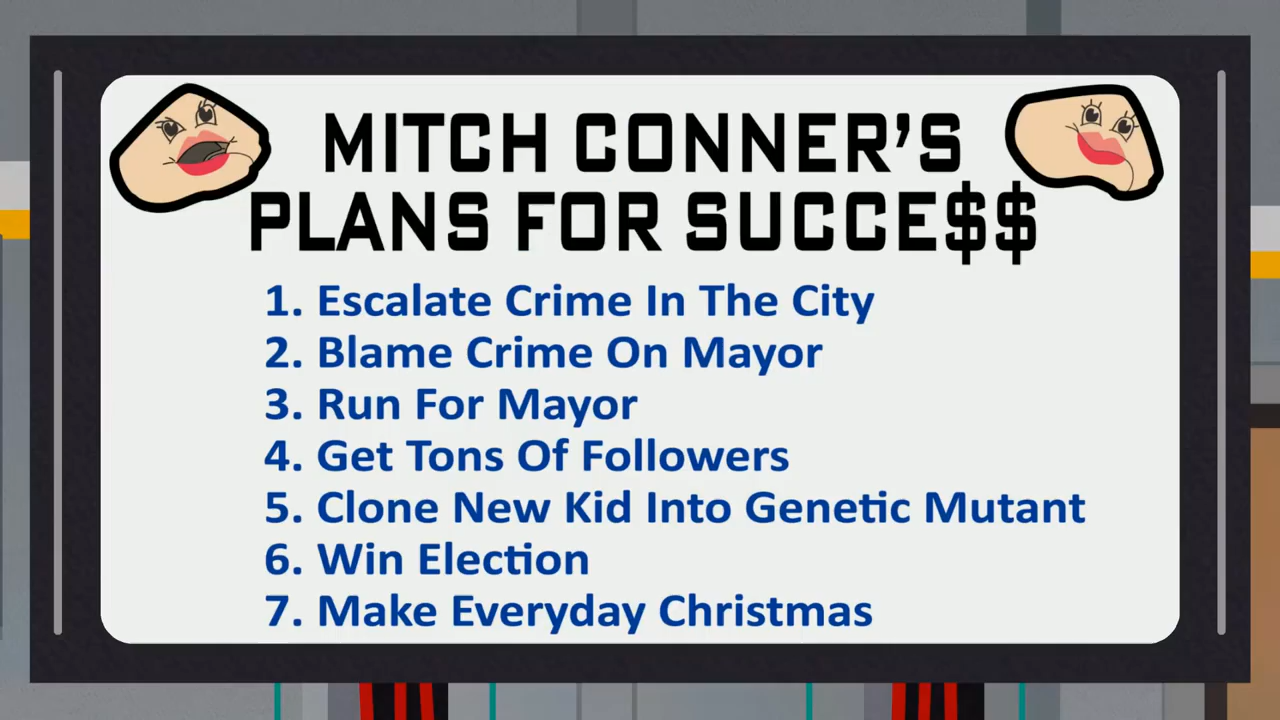 MITCH CONNER'S
PLANS FOR SUCCE$$
1. Escalate Crime In The City
2. Blame Crime On Mayor
3. Run For Mayor
4. Get Tons Of Followers
5. Clone New Kid Into Genetic Mutant
6. Win Election
7. Make Everyday Christmas